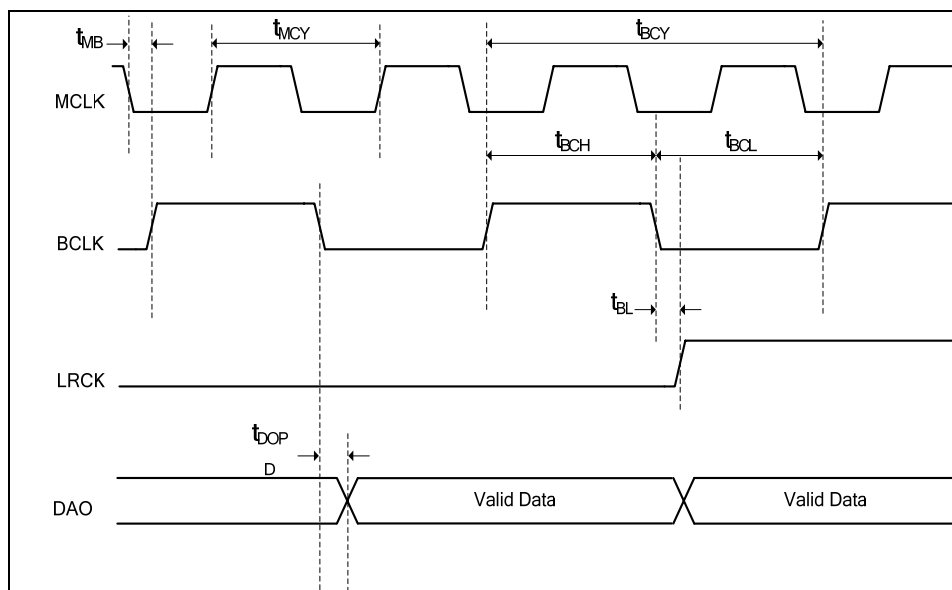 tMB
tMCY
tBCY
MCLK
tBCH
tBCL
BCLK
tBL
LRCK
tDOP
D
DAO
Valid Data
Valid Data